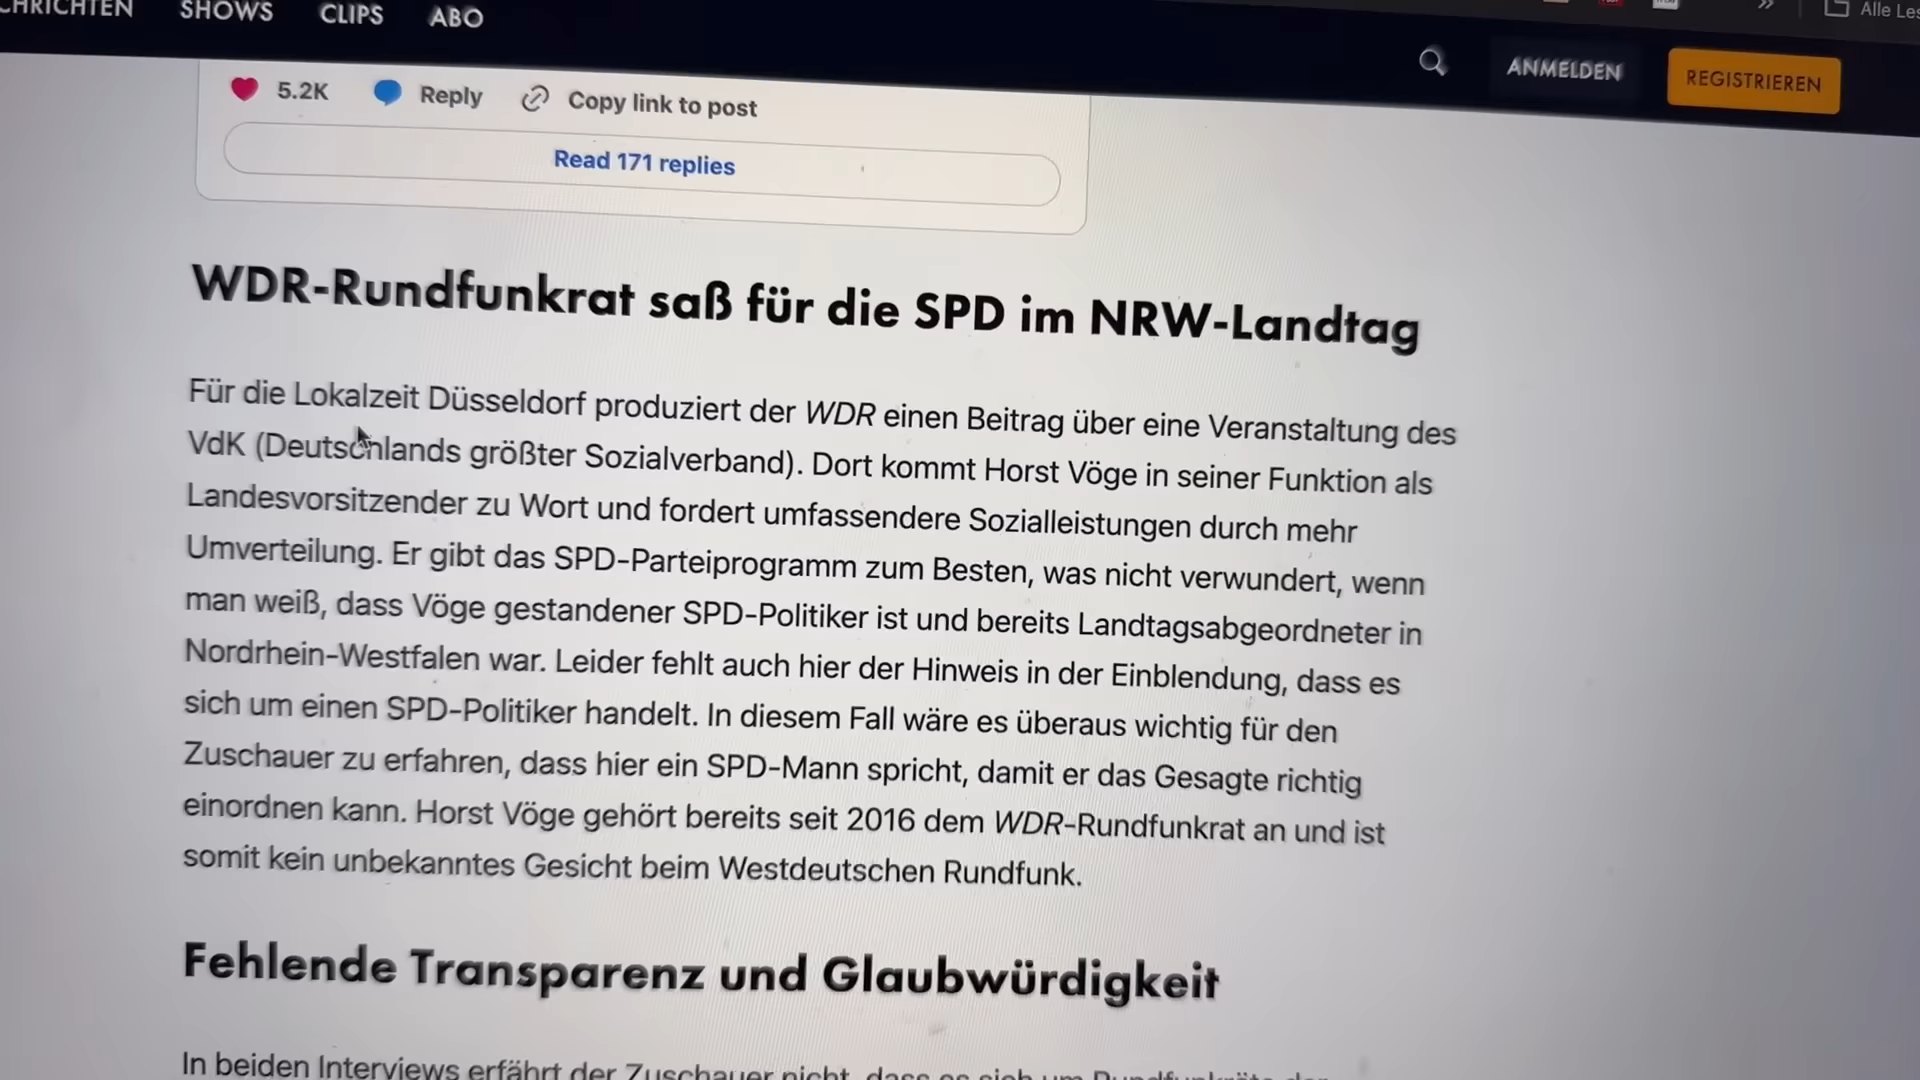 SHOWS
CLIPS
ABO
Alle
ANMELDEN
REGISTRIEREN
5.2K
Reply
Copy link to post
Read 171 replies
WDR-Rundfunkrat saß für die SPD im NRW-Landtag
Für die Lokalzeit Düsseldorf produziert der WDR einen Beitrag über eine Veranstaltung des
VdK (Deutschlands größter Sozialverband). Dort kommt Horst Vöge in seiner Funktion als
Landesvorsitzender zu Wort und fordert umfassendere Sozialleistungen durch mehr
Umverteilung. Er gibt das SPD-Parteiprogramm zum Besten, was nicht verwundert, wenn
man weiß, dass Vöge gestandener SPD-Politiker ist und bereits Landtagsabgeordneter in
Nordrhein-Westfalen war. Leider fehlt auch hier der Hinweis in der Einblendung, dass es
sich um einen SPD-Politiker handelt. In diesem Fall wäre es überaus wichtig für den
Zuschauer zu erfahren, dass hier ein SPD-Mann spricht, damit er das Gesagte richtig
einordnen kann. Horst Vöge gehört bereits seit 2016 dem WDR-Rundfunkrat an und ist
somit kein unbekanntes Gesicht beim Westdeutschen Rundfunk.
Fehlende Transparenz und Glaubwürdigkeit
In beiden Interviews erfährt der Zuschauer nicht, dass es sich um